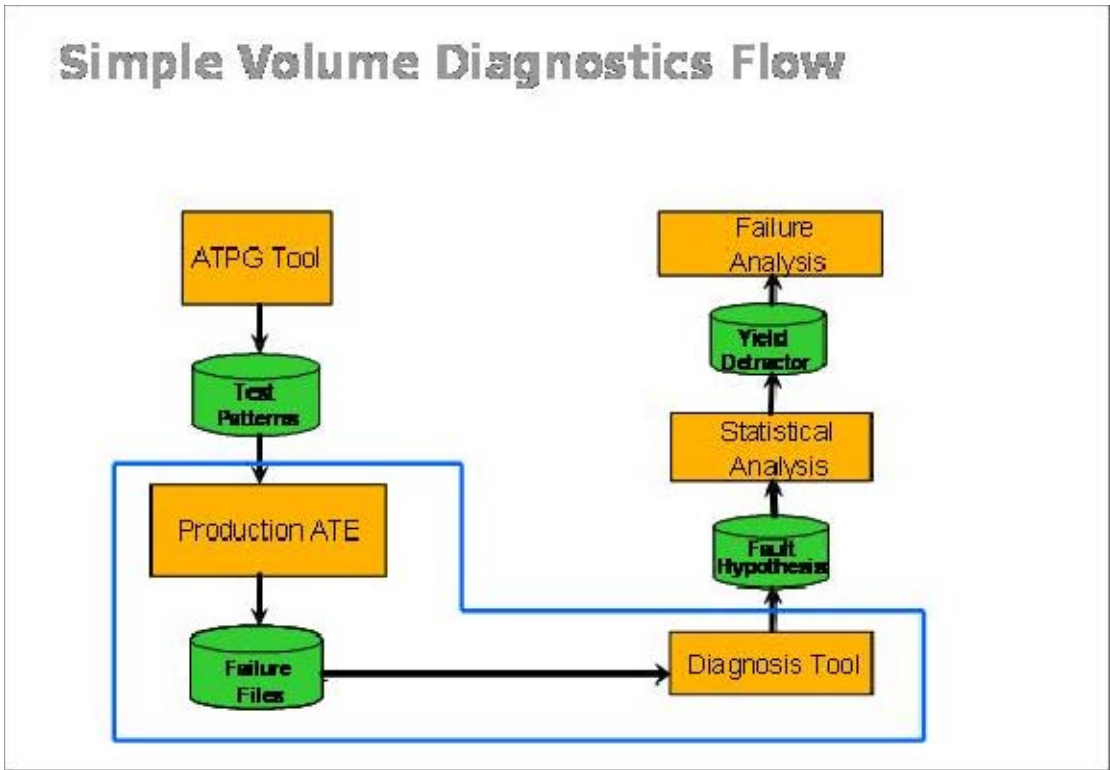 Simple Volume Diagnostics Flow
ATPG Tool
Test
Patterns
Production ATE
Failure
Files
Diagnosis Tool
Fault
Hypothesis
Statistical
Analysis
Yield
Detractor
Failure
Analysis